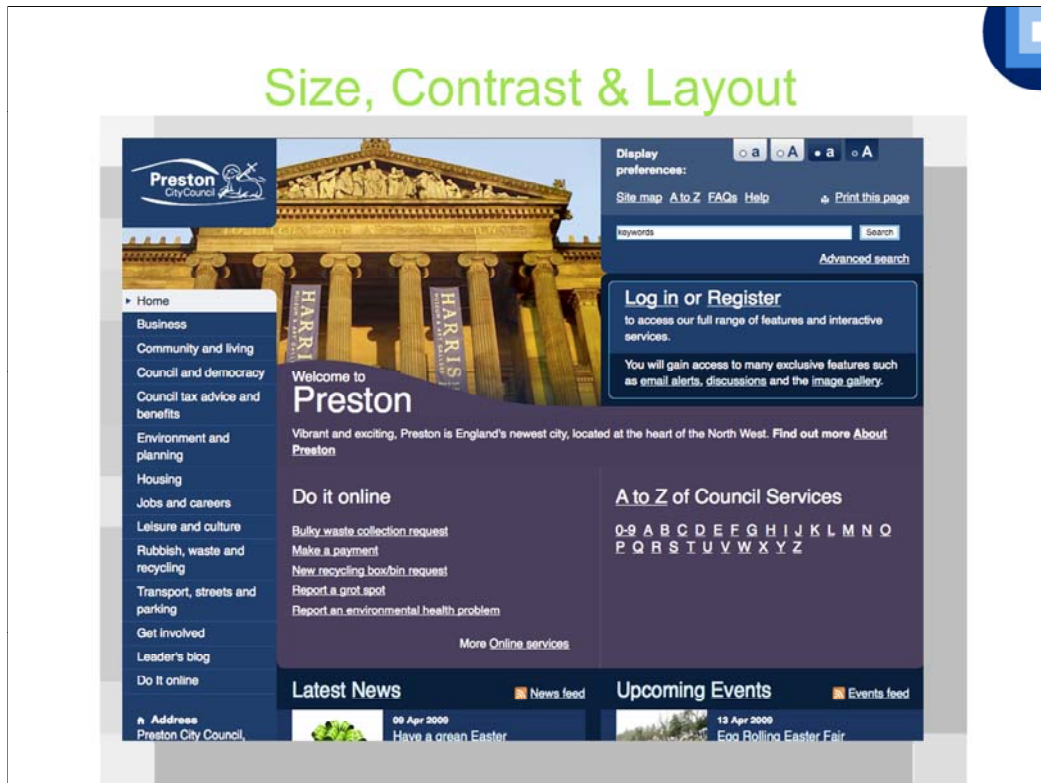 Size, Contrast & Layout
Preston
City Council
Display
preferences:
a A a A
Site map A to Z FAQs Help Print this page
keywords Search
Advanced search
Log in or Register
to access our full range of features and interactive
services.
You will gain access to many exclusive features such
as email alerts, discussions and the image gallery.
Home
Business
Community and living
Council and democracy
Council tax advice and
benefits
Environment and
planning
Housing
Jobs and careers
Leisure and culture
Rubbish, waste and
recycling
Transport, streets and
parking
Get involved
Leader's blog
Do It online
Address
Preston City Council,
HARRIS
HARRIS
Welcome to
Preston
Vibrant and exciting, Preston is England's newest city, located at the heart of the North West. Find out more About
Preston
Do it online
Bulky waste collection request
Make a payment
New recycling box/bin request
Report a grot spot
Report an environmental health problem
More Online services
A to Z of Council Services
0-9 A B C D E F G H I J K L M N O
P Q R S T U V W X Y Z
Latest News News feed
09 Apr 2009
Have a grean Easter
Upcoming Events Events feed
13 Apr 2009
Egg Rolling Easter Fair